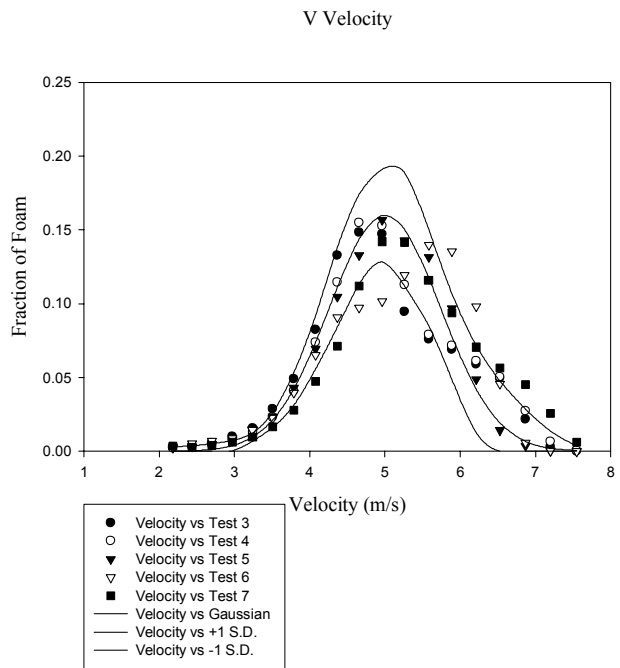 V Velocity
0.25
0.20
0.15
0.10
0.05
0.00
Fraction of Foam
1 2 3 4 5 6 7 8
Velocity (m/s)
Velocity vs Test 3
Velocity vs Test 4
Velocity vs Test 5
Velocity vs Test 6
Velocity vs Test 7
Velocity vs Gaussian
Velocity vs +1 S.D.
Velocity vs -1 S.D.